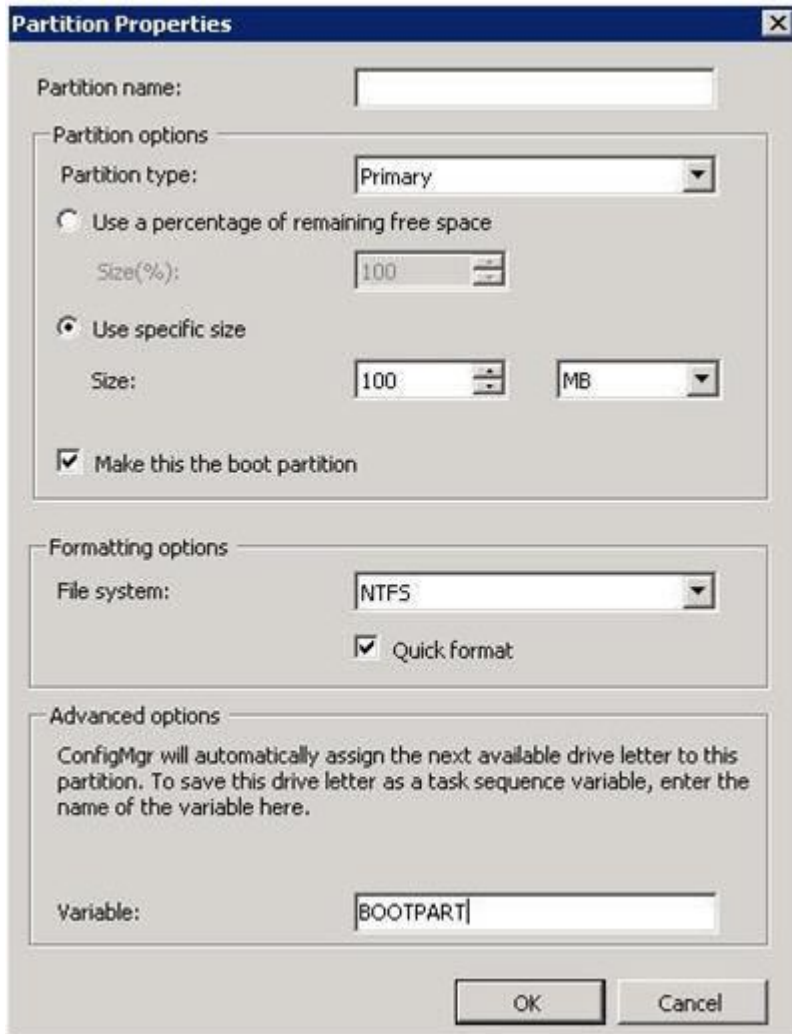 Partition Properties
Partition name:
Partition options
Partition type: Primary
Use a percentage of remaining free space
Size(%): 100
Use specific size
Size: 100 MB
Make this the boot partition
Formatting options
File system: NTFS
Quick format
Advanced options
ConfigMgr will automatically assign the next available drive letter to this
partition. To save this drive letter as a task sequence variable, enter the
name of the variable here.
Variable: BOOTPART
OK Cancel